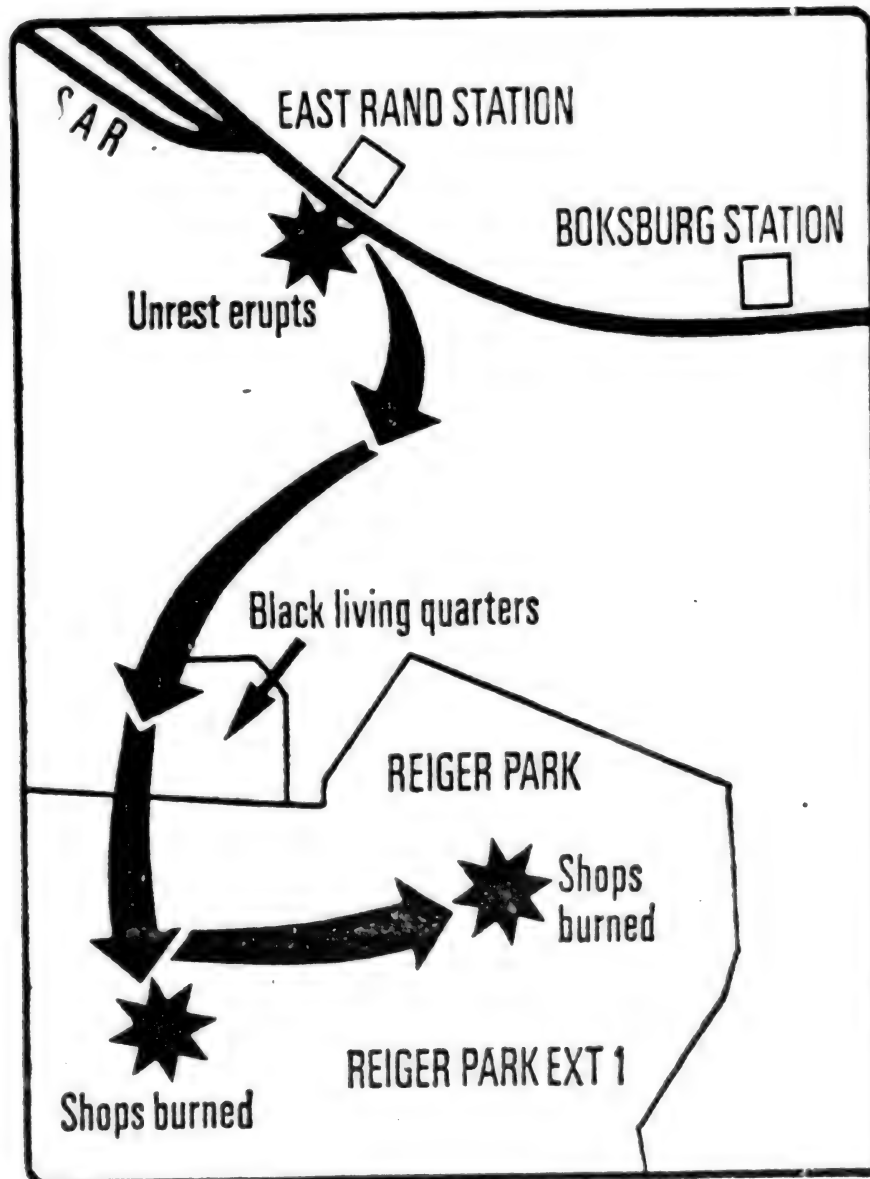 SAR
EAST RAND STATION
BOKSBURG STATION
Unrest erupts
Black living quarters
REIGER PARK
Shops
burned
REIGER PARK EXT 1
Shops burned